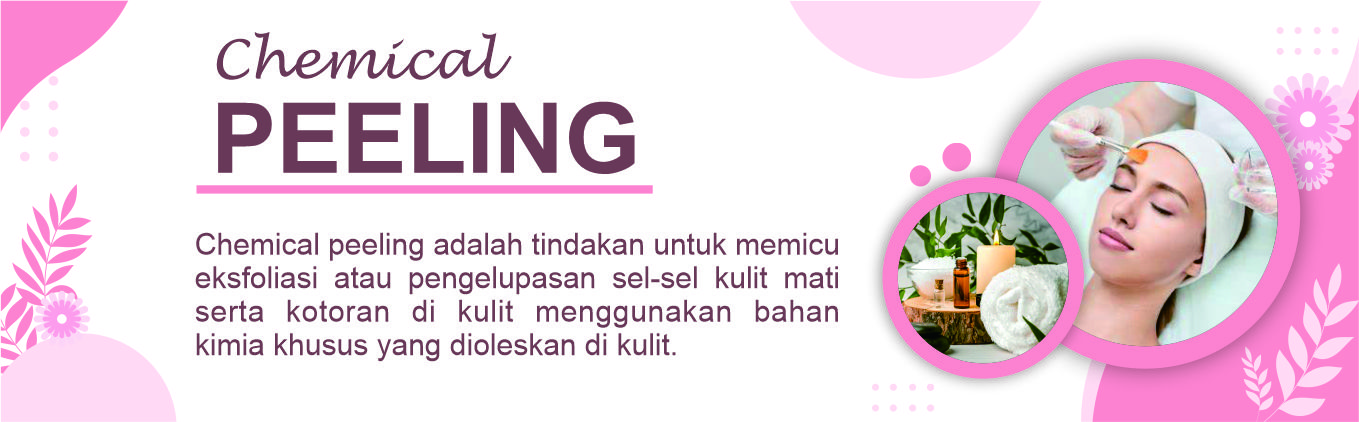 Chemical
PEELING
Chemical peeling adalah tindakan untuk memicu
eksfoliasi atau pengelupasan sel-sel kulit mati
serta kotoran di kulit menggunakan bahan
kimia khusus yang dioleskan di kulit.